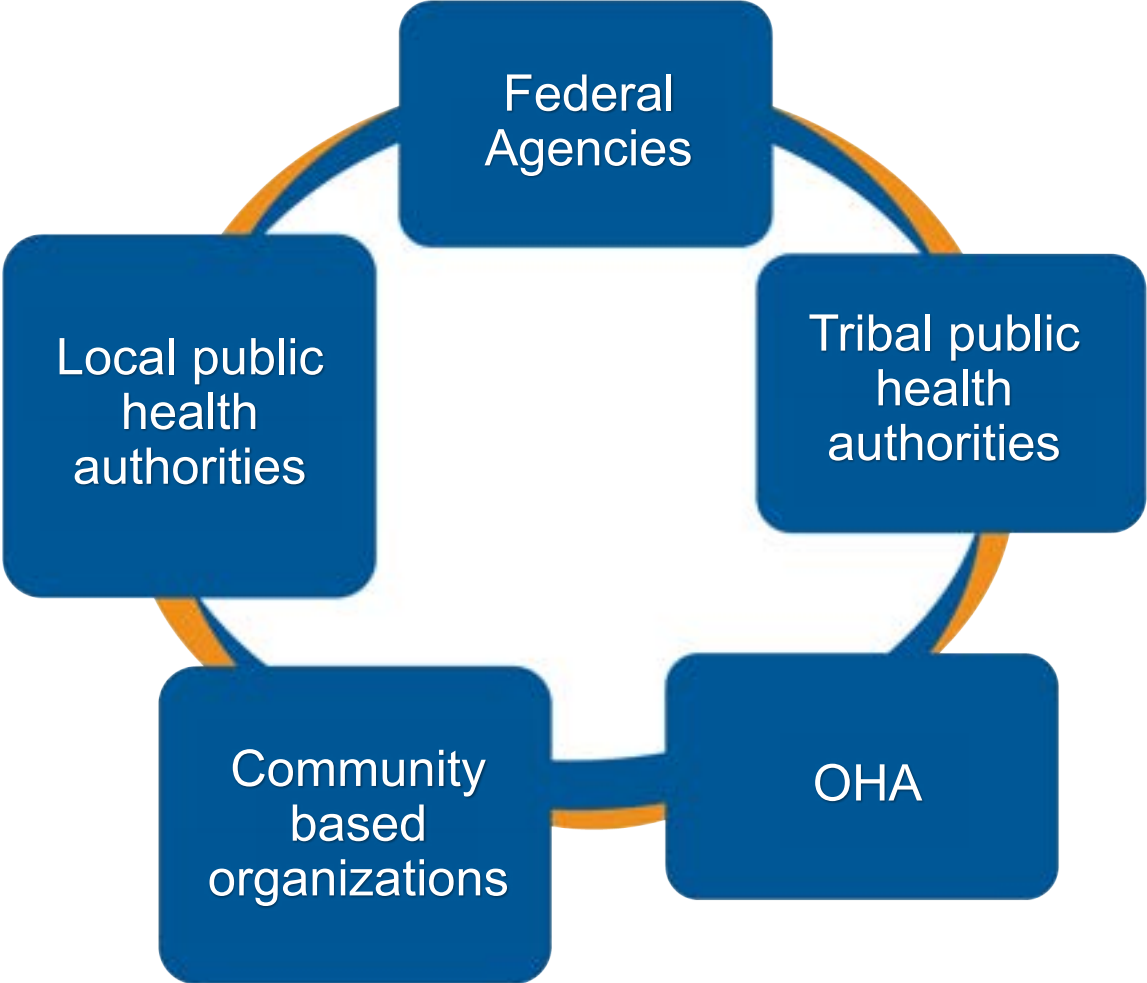 Federal
Agencies
Local public
health
authorities
Tribal public
health
authorities
Community
based
organizations
OHA